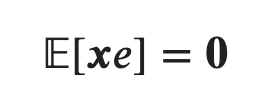 𝔼[𝒙𝑒] = 𝟎